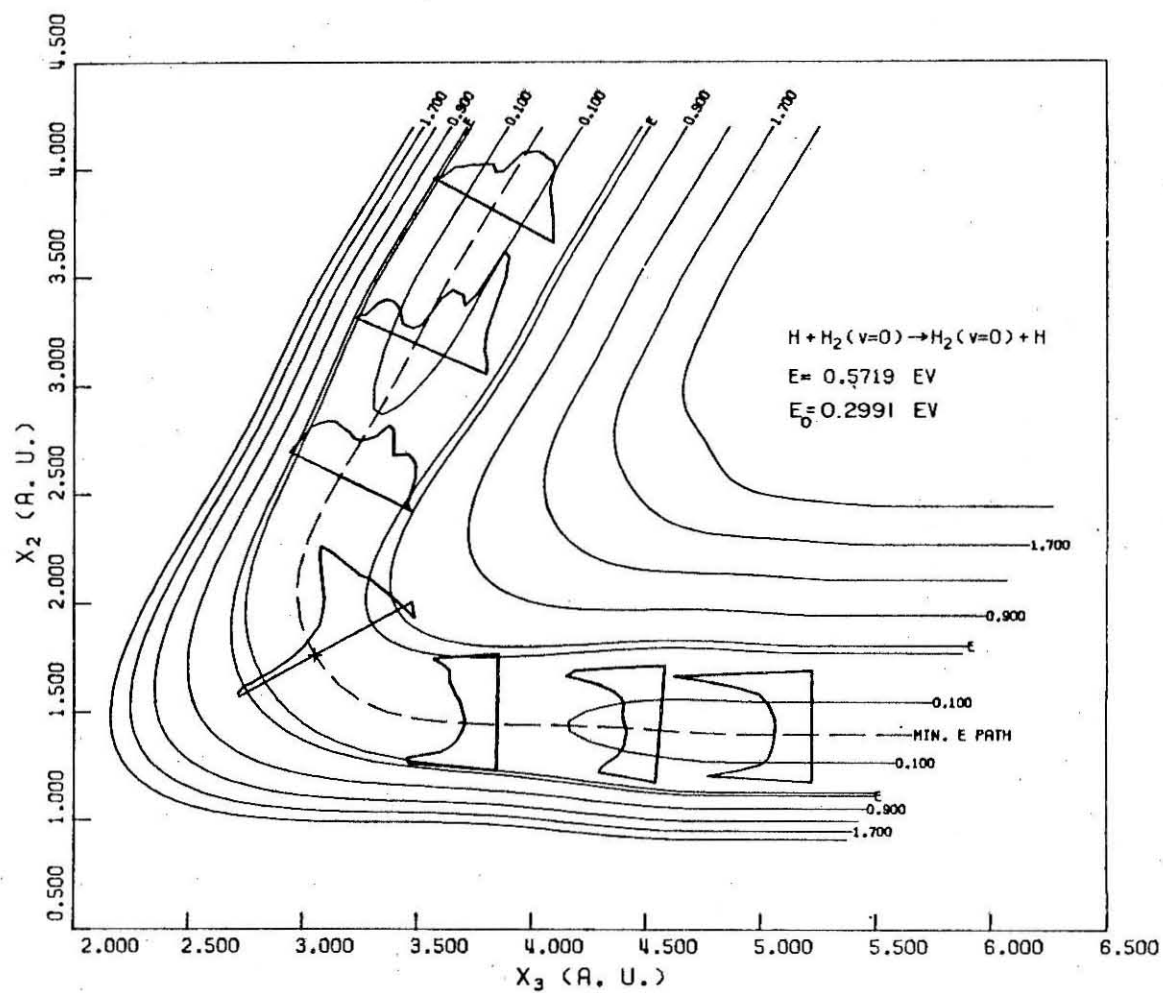 1.700
0.900
E
0.100
0.100
E
0.900
1.700
H + H₂(v=0)→H₂(v=0) + H
E= 0.5719 EV
E₀=0.2991 EV
1.700
0.900
E
0.100
MIN. E PATH
0.100
E
0.900
1.700
4.500
4.000
3.500
3.000
2.500
2.000
1.500
1.000
0.500
X₂ (A. U.)
2.000 2.500 3.000 3.500 4.000 4.500 5.000 5.500 6.000 6.500
X₃ (A. U.)